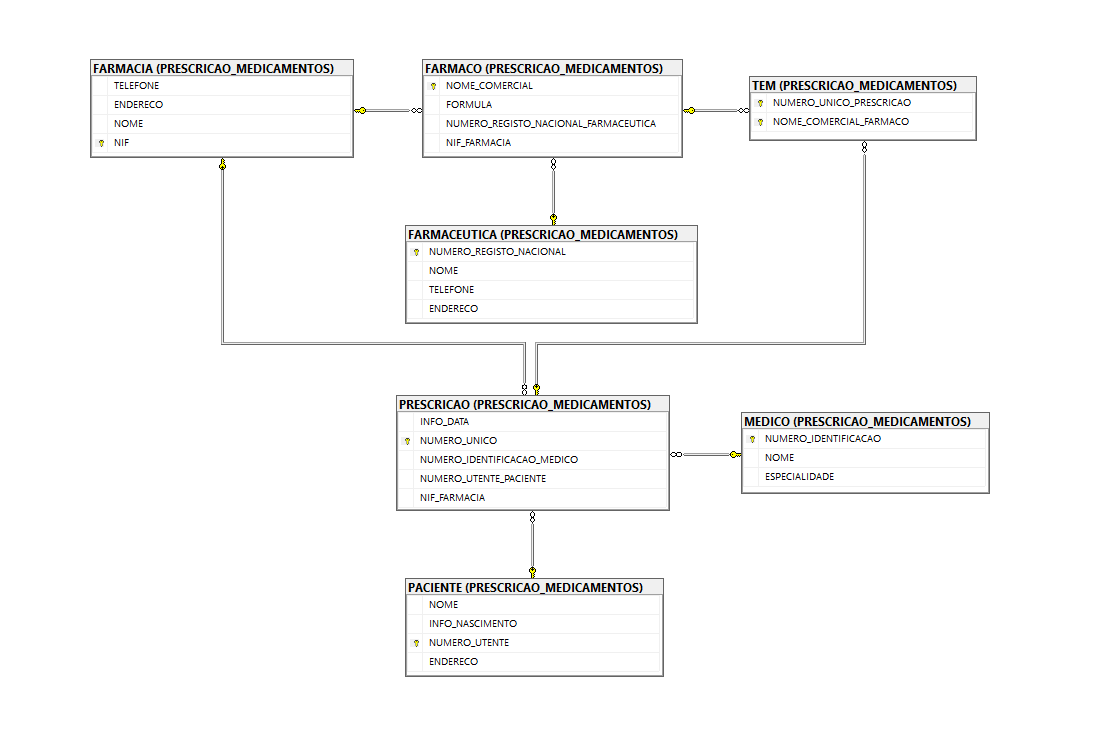 FARMACIA (PRESCRICAO_MEDICAMENTOS)
TELEFONE
ENDERECO
NOME
NIF
FARMACO (PRESCRICAO_MEDICAMENTOS)
NOME_COMERCIAL
FORMULA
NUMERO_REGISTO_NACIONAL_FARMACEUTICA
NIF_FARMACIA
TEM (PRESCRICAO_MEDICAMENTOS)
NUMERO_UNICO_PRESCRICAO
NOME_COMERCIAL_FARMACO
FARMACEUTICA (PRESCRICAO_MEDICAMENTOS)
NUMERO_REGISTO_NACIONAL
NOME
TELEFONE
ENDERECO
PRESCRICAO (PRESCRICAO_MEDICAMENTOS)
INFO_DATA
NUMERO_UNICO
NUMERO_IDENTIFICACAO_MEDICO
NUMERO_UTENTE_PACIENTE
NIF_FARMACIA
MEDICO (PRESCRICAO_MEDICAMENTOS)
NUMERO_IDENTIFICACAO
NOME
ESPECIALIDADE
PACIENTE (PRESCRICAO_MEDICAMENTOS)
NOME
INFO_NASCIMENTO
NUMERO_UTENTE
ENDERECO